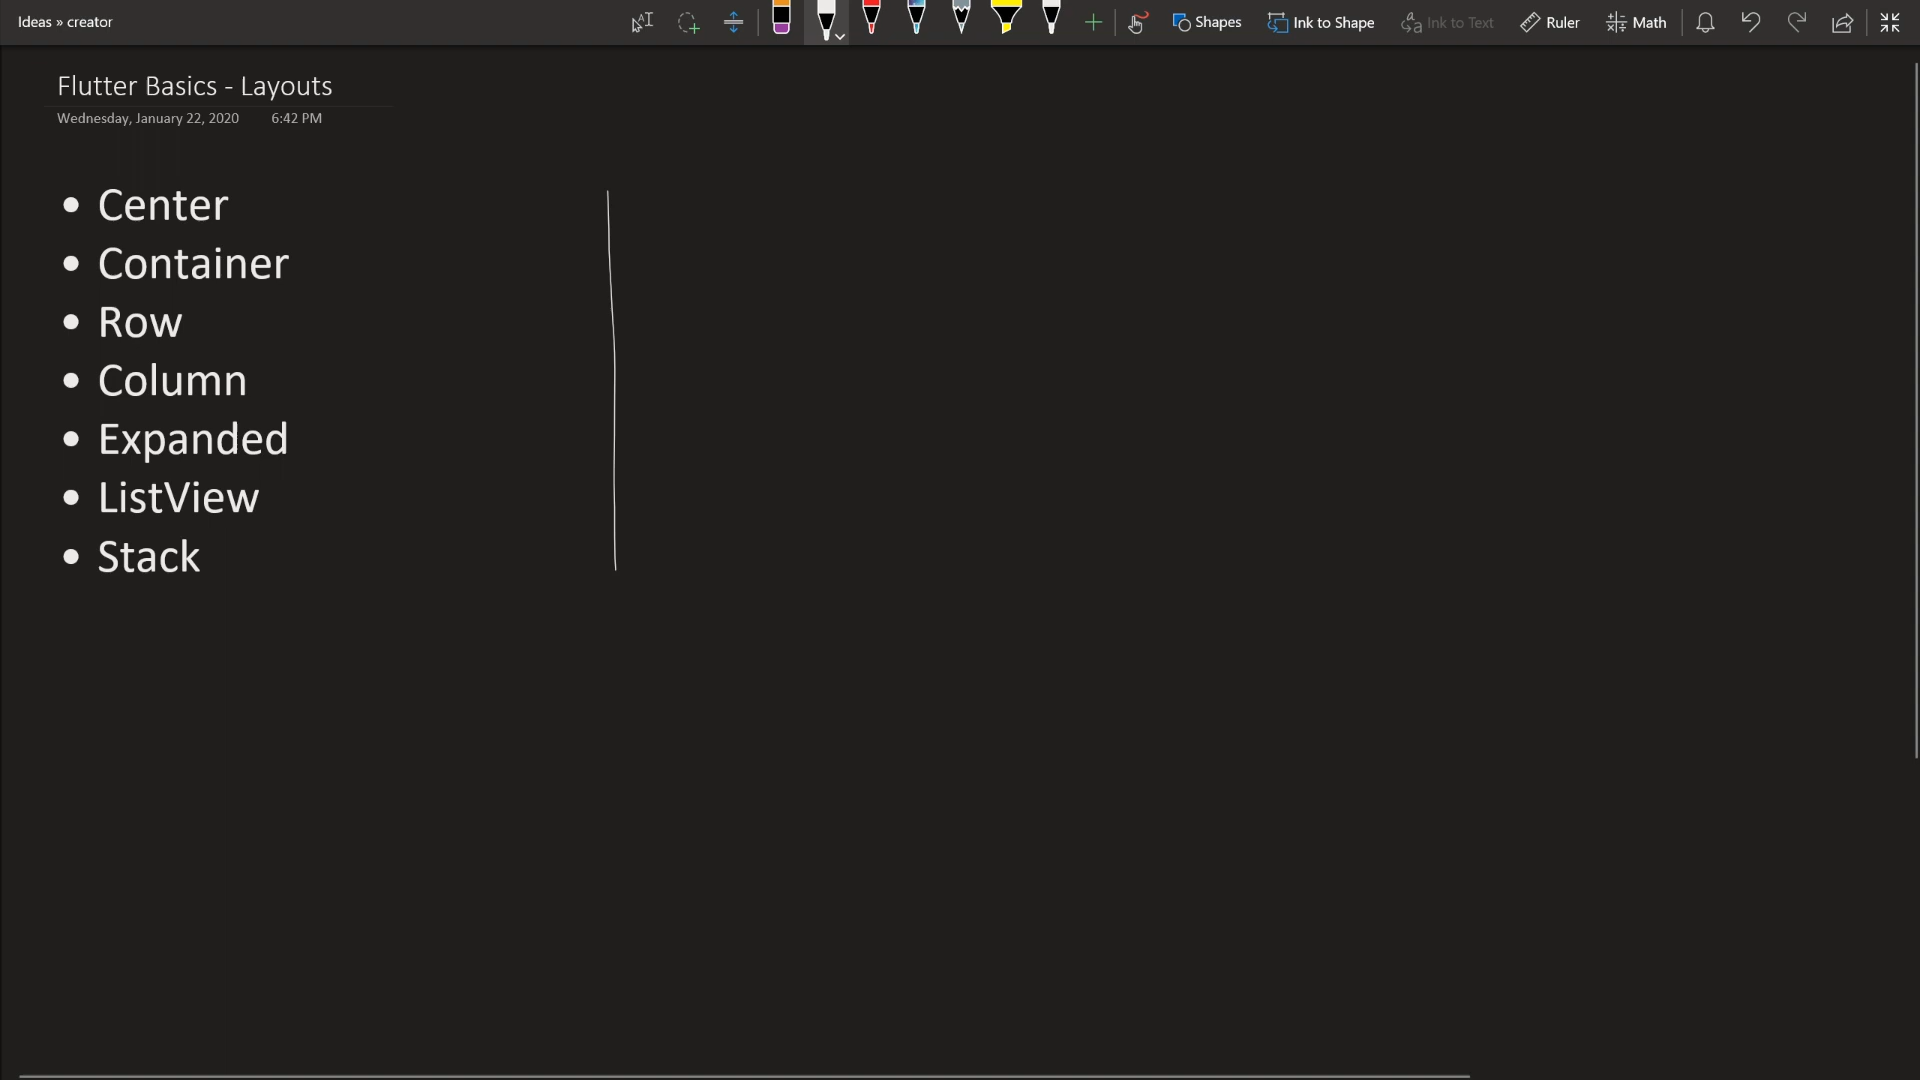 Ideas » creator
Shapes
Ink to Shape
Ink to Text
Ruler
Math
Flutter Basics - Layouts
Wednesday, January 22, 2020 6:42 PM
• Center
• Container
• Row
• Column
• Expanded
• ListView
• Stack